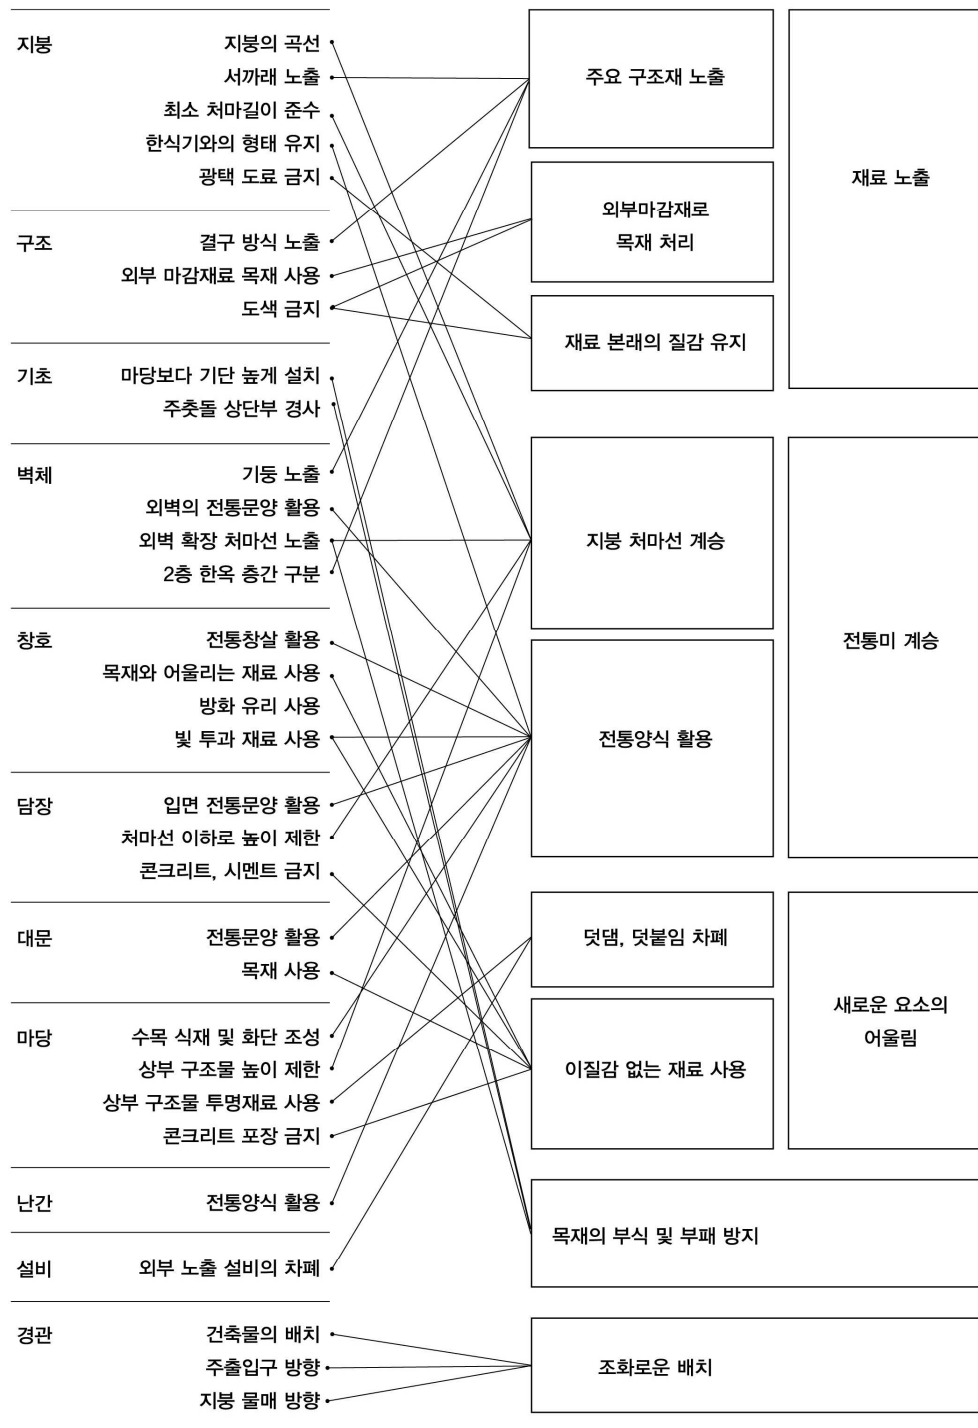 지붕
지붕의 곡선
서까래 노출
최소 처마길이 준수
한식기와의 형태 유지
광택 도료 금지
구조
결구 방식 노출
외부 마감재료 목재 사용
도색 금지
기초
마당보다 기단 높게 설치
주춧돌 상단부 경사
벽체
기둥 노출
외벽의 전통문양 활용
외벽 확장 처마선 노출
2층 한옥 층간 구분
창호
전통창살 활용
목재와 어울리는 재료 사용
방화 유리 사용
빛 투과 재료 사용
담장
입면 전통문양 활용
처마선 이하로 높이 제한
콘크리트, 시멘트 금지
대문
전통문양 활용
목재 사용
마당
수목 식재 및 화단 조성
상부 구조물 높이 제한
상부 구조물 투명재료 사용
콘크리트 포장 금지
난간
전통양식 활용
설비
외부 노출 설비의 차폐
경관
건축물의 배치
주출입구 방향
지붕 물매 방향
주요 구조재 노출
외부마감재로
목재 처리
재료 본래의 질감 유지
지붕 처마선 계승
전통양식 활용
덧댐, 덧붙임 차폐
이질감 없는 재료 사용
목재의 부식 및 부패 방지
조화로운 배치
재료 노출
전통미 계승
새로운 요소의
어울림